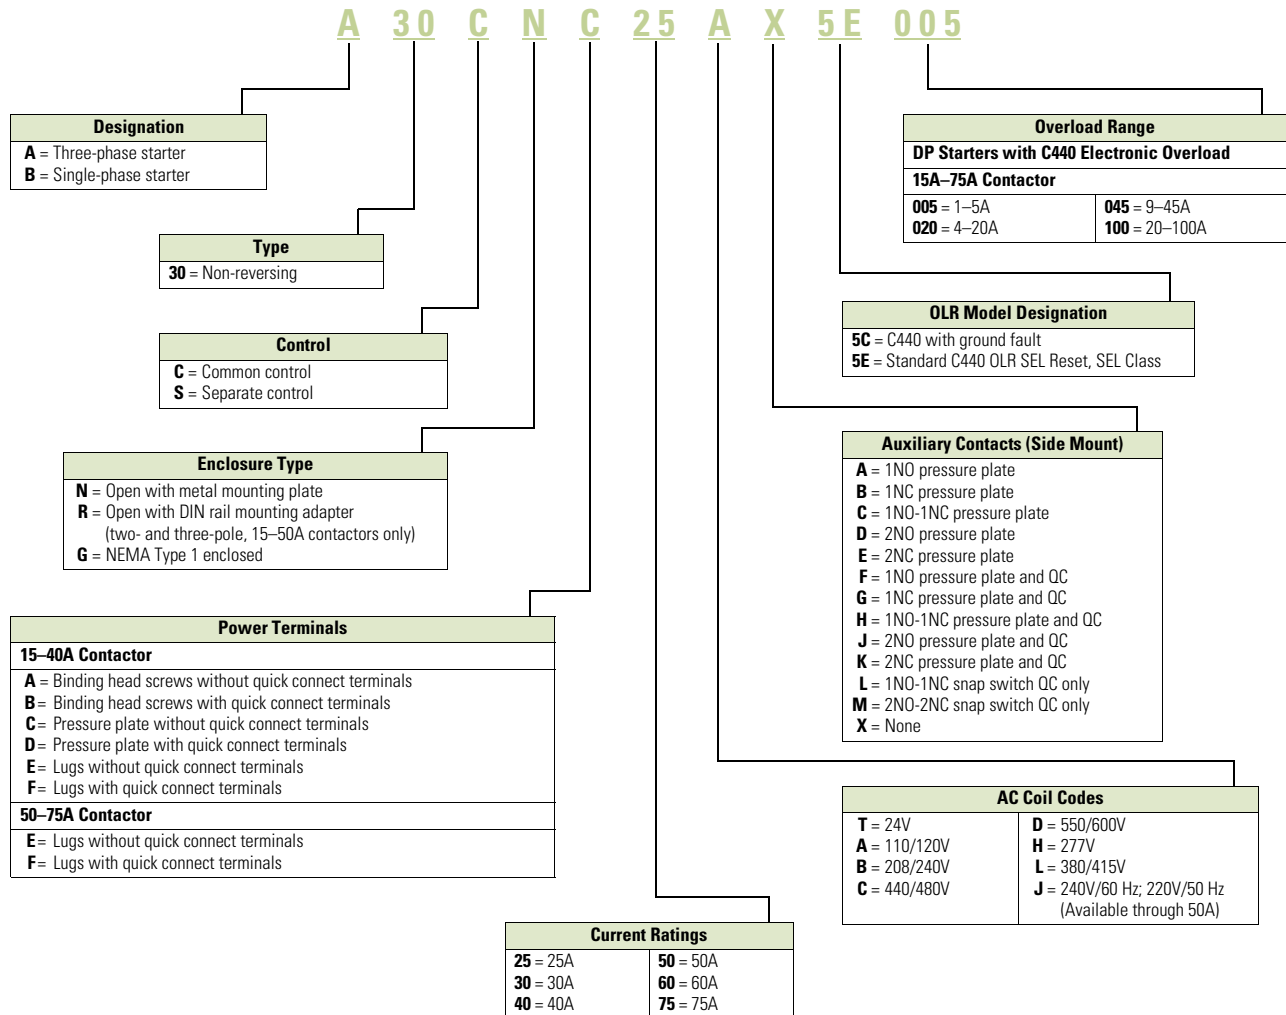 A 30 C N C 25 A X 5E 005
Designation
A = Three-phase starter
B = Single-phase starter
Type
30 = Non-reversing
Control
C = Common control
S = Separate control
Enclosure Type
N = Open with metal mounting plate
R = Open with DIN rail mounting adapter
(two- and three-pole, 15–50A contactors only)
G = NEMA Type 1 enclosed
Power Terminals
15–40A Contactor
A = Binding head screws without quick connect terminals
B = Binding head screws with quick connect terminals
C = Pressure plate without quick connect terminals
D = Pressure plate with quick connect terminals
E = Lugs without quick connect terminals
F = Lugs with quick connect terminals
50–75A Contactor
E = Lugs without quick connect terminals
F = Lugs with quick connect terminals
Current Ratings
25 = 25A
30 = 30A
40 = 40A
50 = 50A
60 = 60A
75 = 75A
AC Coil Codes
T = 24V
A = 110/120V
B = 208/240V
C = 440/480V
D = 550/600V
H = 277V
L = 380/415V
J = 240V/60 Hz; 220V/50 Hz
(Available through 50A)
Auxiliary Contacts (Side Mount)
A = 1NO pressure plate
B = 1NC pressure plate
C = 1NO-1NC pressure plate
D = 2NO pressure plate
E = 2NC pressure plate
F = 1NO pressure plate and QC
G = 1NC pressure plate and QC
H = 1NO-1NC pressure plate and QC
J = 2NO pressure plate and QC
K = 2NC pressure plate and QC
L = 1NO-1NC snap switch QC only
M = 2NO-2NC snap switch QC only
X = None
OLR Model Designation
5C = C440 with ground fault
5E = Standard C440 OLR SEL Reset, SEL Class
Overload Range
DP Starters with C440 Electronic Overload
15A–75A Contactor
005 = 1–5A
020 = 4–20A
045 = 9–45A
100 = 20–100A